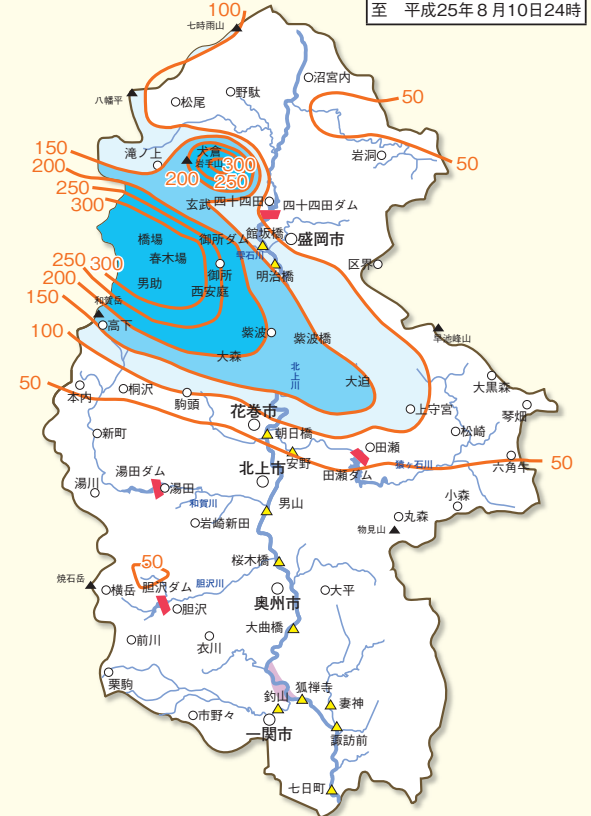 至　平成25年８月10日24時
100
七時雨山
沼宮内
50
八幡平
松尾
野駄
150
滝ノ上
犬倉
岩手山
300
岩洞
50
200
200
250
250
玄武
四十四田
四十四田ダム
300
館坂橋
橋場
御所ダム
盛岡市
春木場
雫石川
250
300
御所
明治橋
区界
200
男助
西安庭
150
和賀岳
高下
紫波
紫波橋
早池峰山
100
大森
北上川
50
大迫
大黒森
本内
桐沢
駒頭
花巻市
上守宮
琴畑
新町
朝日橋
松崎
田瀬
安野
猿ヶ石川
50
湯田ダム
北上市
田瀬ダム
六角牛
湯川
湯田
小森
和賀川
男山
岩崎新田
丸森
物見山
桜木橋
50
焼石岳
横岳
胆沢ダム
胆沢川
大平
奥州市
胆沢
大曲橋
前川
衣川
栗駒
狐禅寺
釣山
妻神
市野々
一関市
諏訪前
七日町